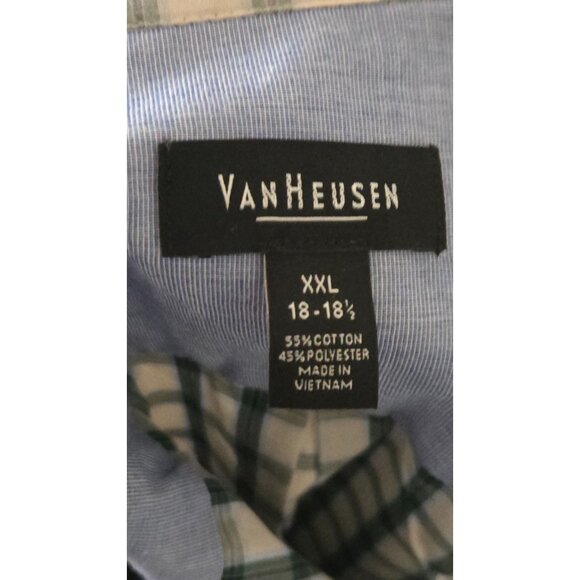 VANHEUSEN
XXL
18-18½
55% COTTON
45% POLYESTER
MADE IN
VIETNAM